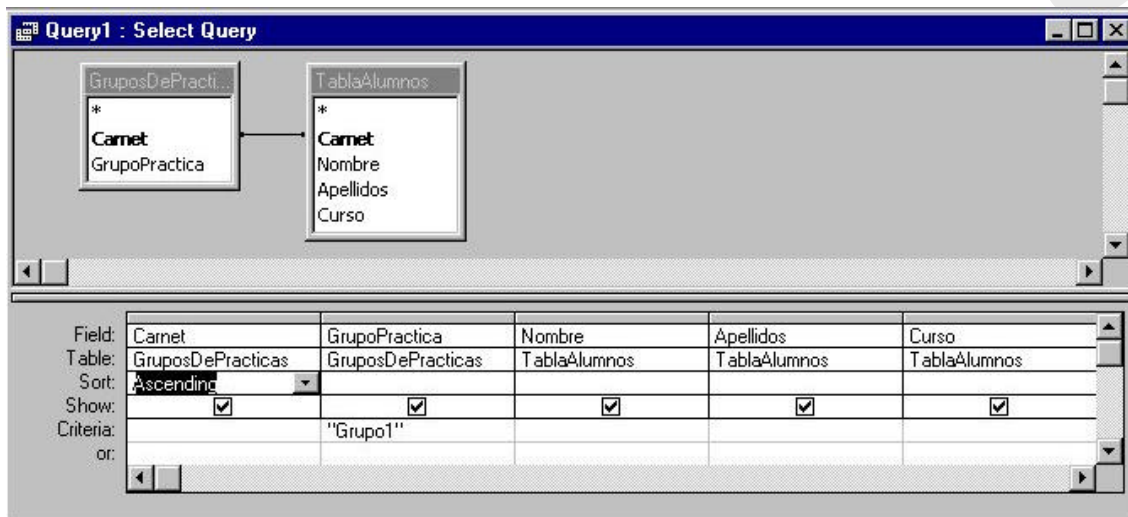 Query1 : Select Query
GruposDePracti...
*
Carnet
GrupoPractica
TablaAlumnos
*
Carnet
Nombre
Apellidos
Curso
Field: Carnet GrupoPractica Nombre Apellidos Curso
Table: GruposDePracticas GruposDePracticas TablaAlumnos TablaAlumnos TablaAlumnos
Sort: Ascending
Show:
Criteria: "Grupo1"
or: